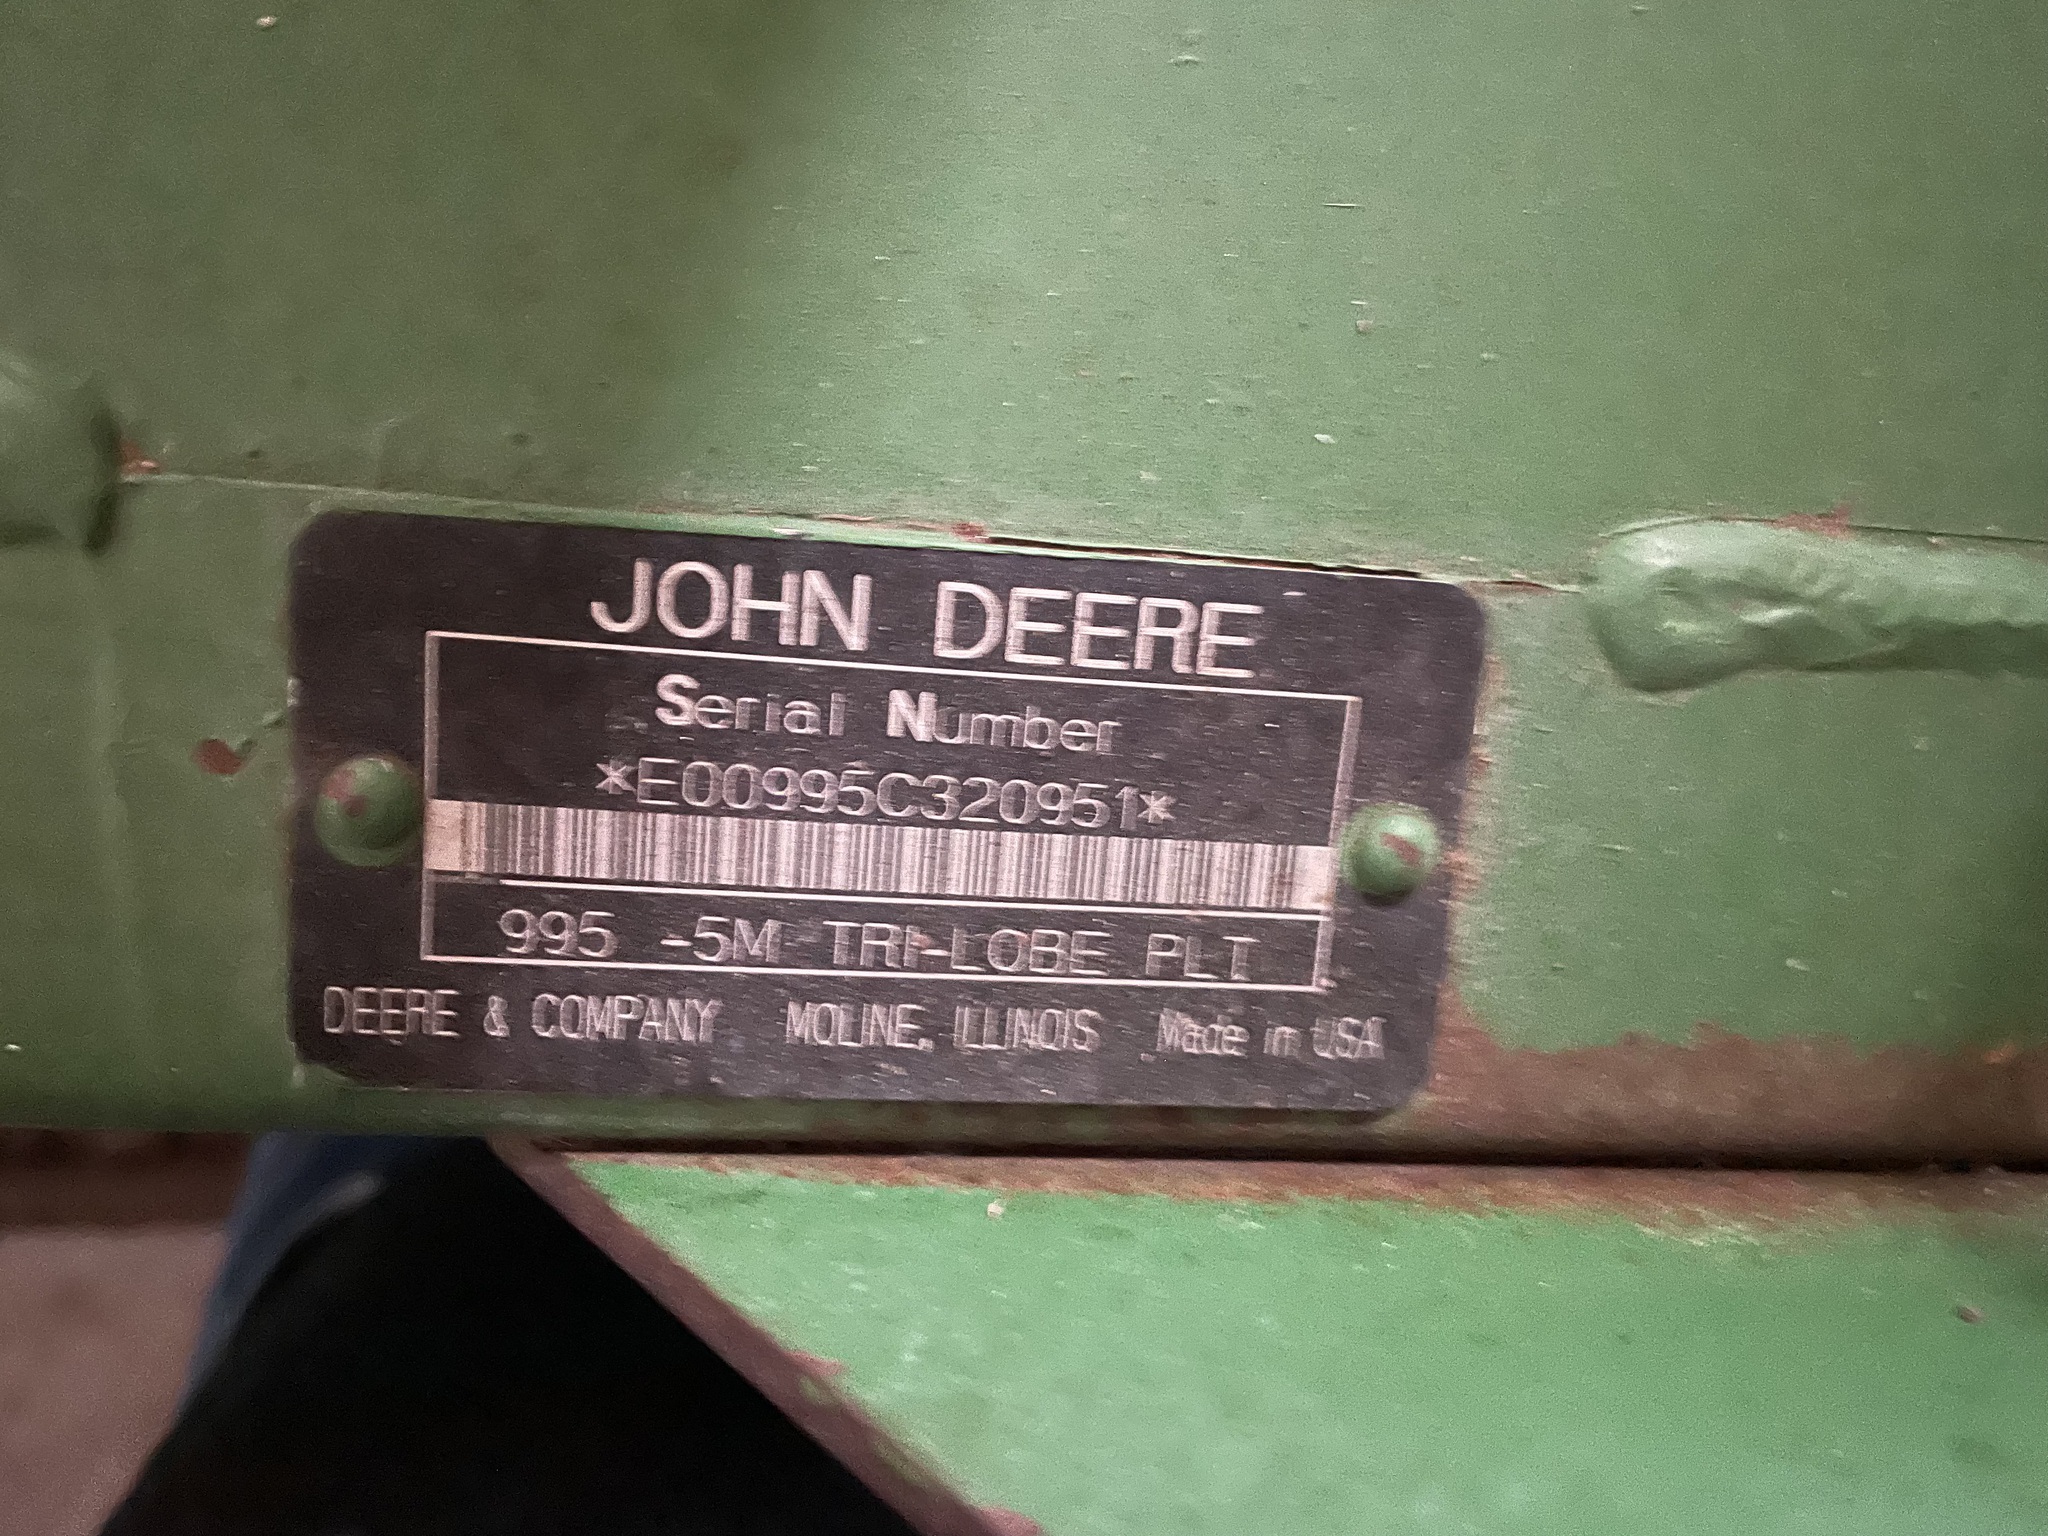 JOHN DEERE
Serial Number
*E00995C320951*
995 -5M TRI-LOBE PLT
DEERE & COMPANY MOLINE, ILLINOIS Made in USA